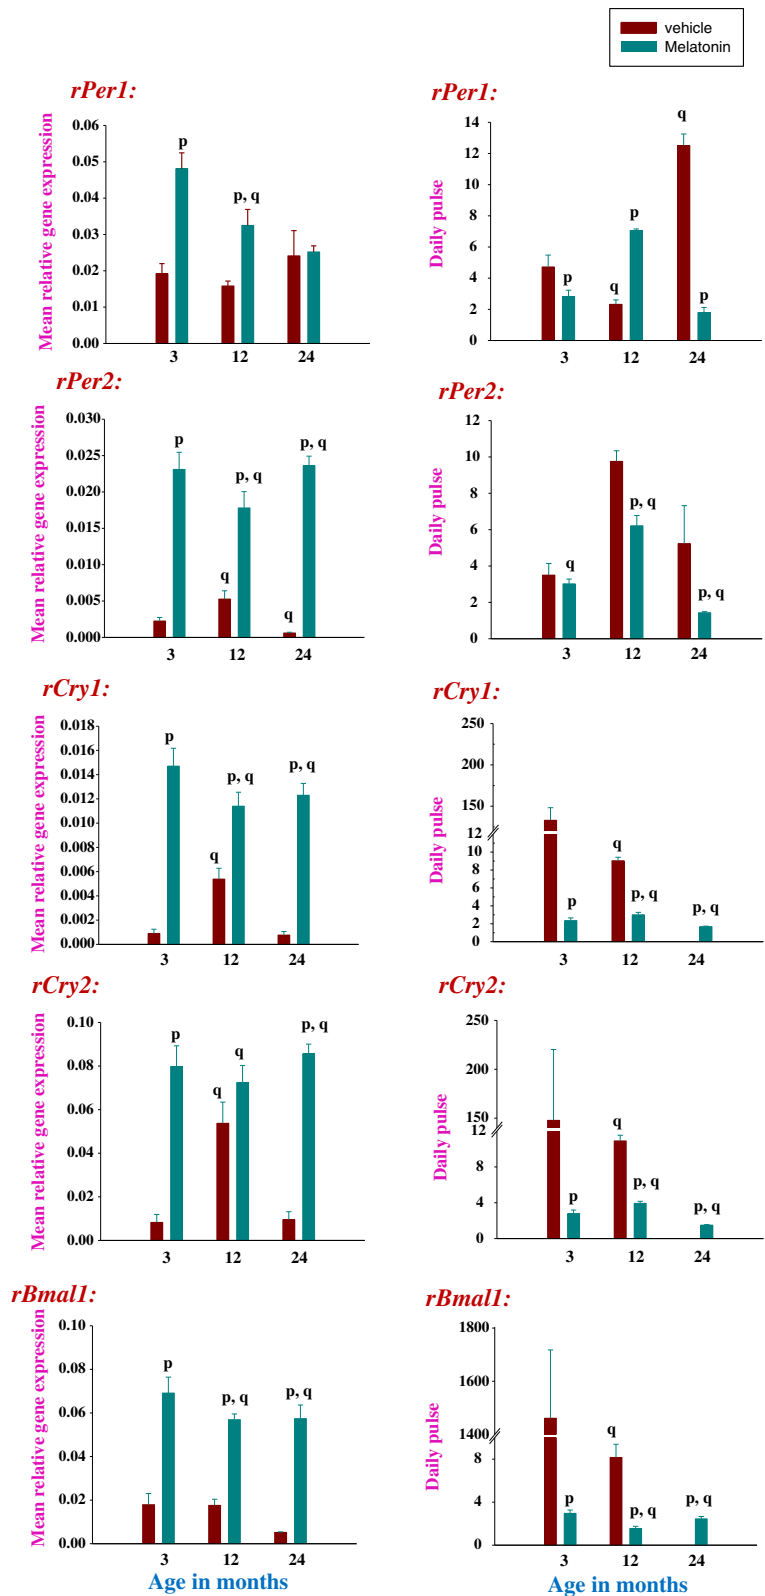 vehicle
Melatonin
rPer1:
Mean relative gene expression
0.06
0.05
0.04
0.03
0.02
0.01
0.00
p
p, q
3
12
24
rPer1:
Daily pulse
14
12
10
8
6
4
2
0
p
q
p
q
p
3
12
24
rPer2:
Mean relative gene expression
0.030
0.025
0.020
0.015
0.010
0.005
0.000
p
q
p, q
q
p, q
3
12
24
rPer2:
Daily pulse
12
10
8
6
4
2
0
q
p, q
p, q
3
12
24
rCry1:
Mean relative gene expression
0.018
0.016
0.014
0.012
0.010
0.008
0.006
0.004
0.002
0.000
p
q
p, q
p, q
3
12
24
rCry1:
Daily pulse
250
200
150
12
10
8
6
4
2
0
p
q
p, q
p, q
3
12
24
rCry2:
Mean relative gene expression
0.10
0.08
0.06
0.04
0.02
0.00
p
q
q
p, q
3
12
24
rCry2:
Daily pulse
250
200
150
12
8
4
0
p
q
p, q
p, q
3
12
24
rBmal1:
Mean relative gene expression
0.10
0.08
0.06
0.04
0.02
0.00
p
p, q
p, q
3
12
24
Age in months
rBmal1:
Daily pulse
1800
1600
1400
8
4
0
p
q
p, q
p, q
3
12
24
Age in months